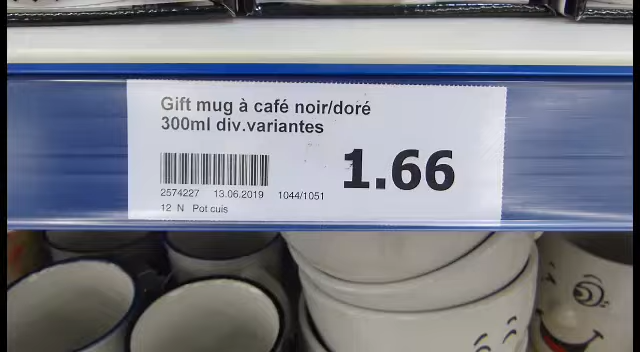 Gift mug à café noir/doré
300ml div.variantes
1.66
2574227 13.06.2019 1044/1051
12 N Pot cuis